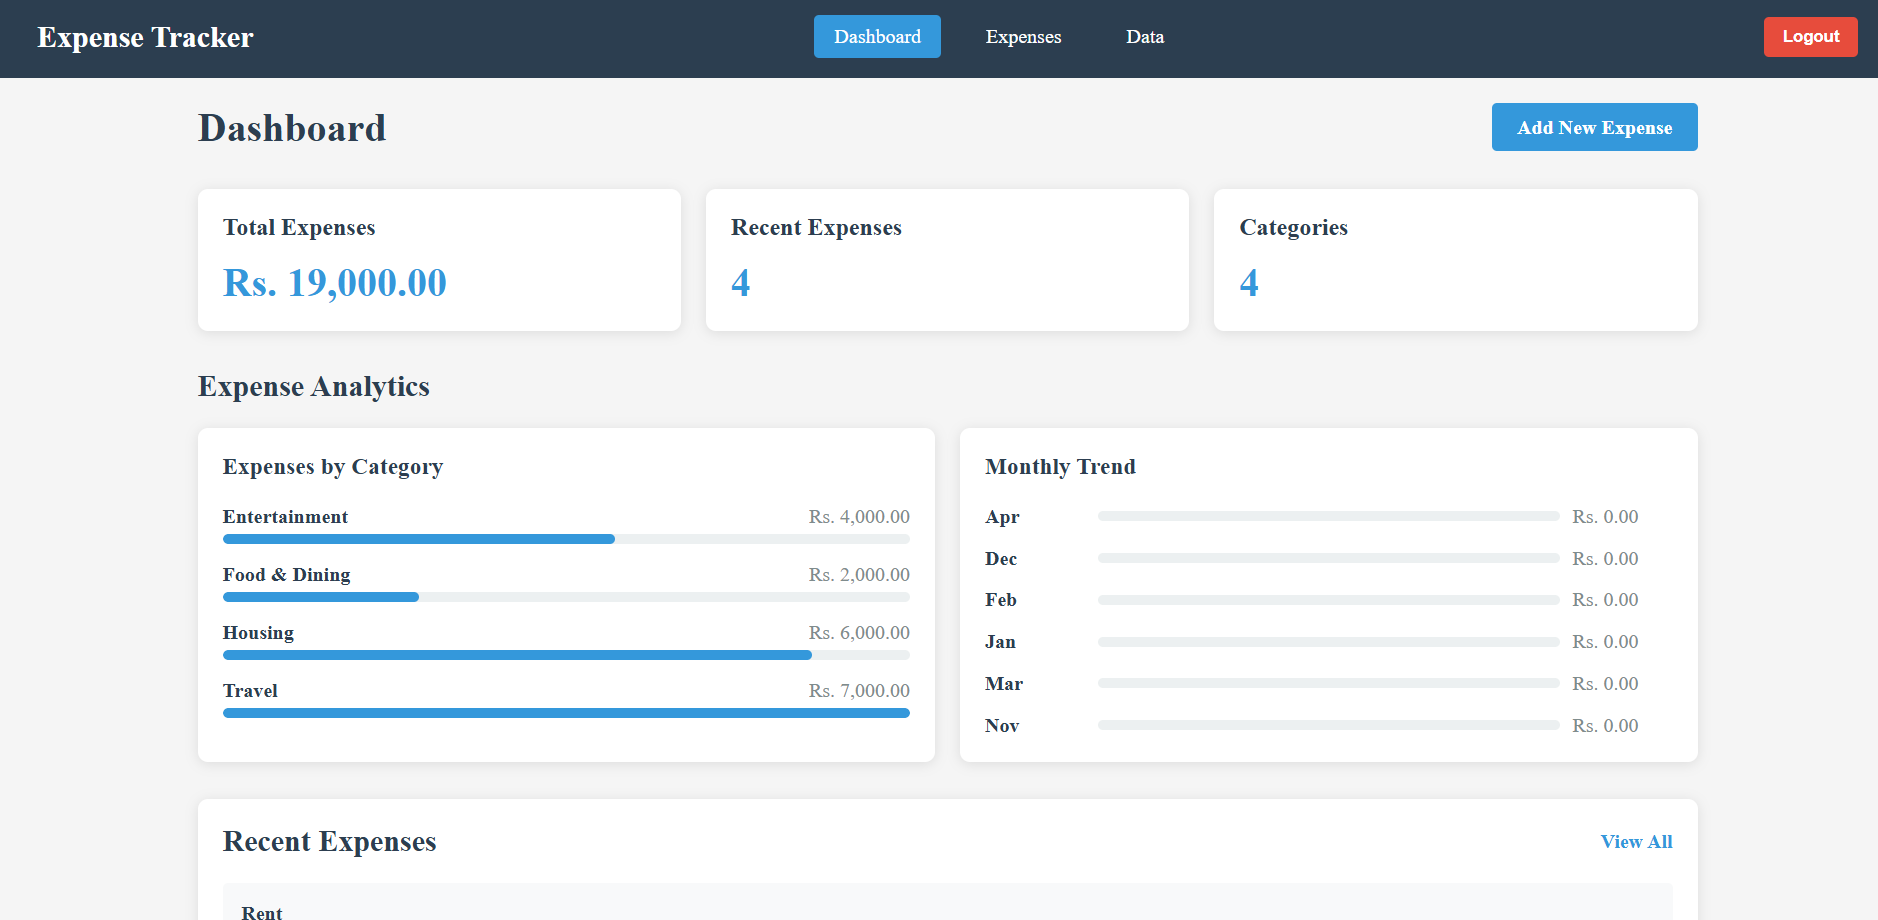 Expense Tracker
Dashboard
Expenses
Data
Logout
Dashboard
Add New Expense
Total Expenses
Rs. 19,000.00
Recent Expenses
4
Categories
4
Expense Analytics
Expenses by Category
Entertainment Rs. 4,000.00
Food & Dining Rs. 2,000.00
Housing Rs. 6,000.00
Travel Rs. 7,000.00
Monthly Trend
Apr Rs. 0.00
Dec Rs. 0.00
Feb Rs. 0.00
Jan Rs. 0.00
Mar Rs. 0.00
Nov Rs. 0.00
Recent Expenses
View All
Rent